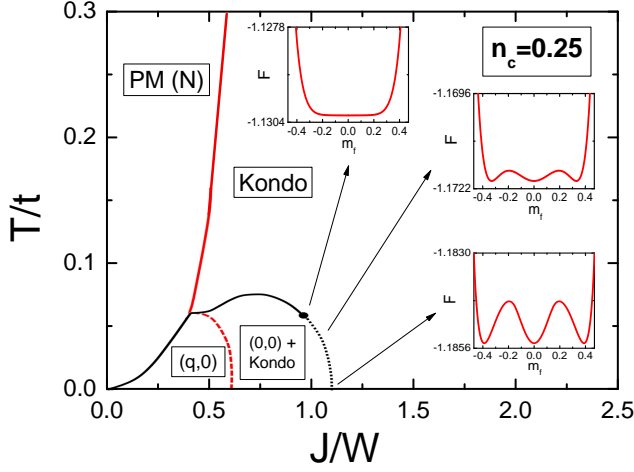 0.3
0.2
0.1
0.0
T/t
0.0
0.5
1.0
1.5
2.0
2.5
J/W
PM (N)
Kondo
(q,0)
(0,0) +
Kondo
n_c=0.25
-1.1278
F
-1.1304
-0.4 -0.2 0.0 0.2 0.4
m_f
-1.1696
F
-1.1722
-0.4 -0.2 0.0 0.2 0.4
m_f
-1.1830
F
-1.1856
-0.4 -0.2 0.0 0.2 0.4
m_f